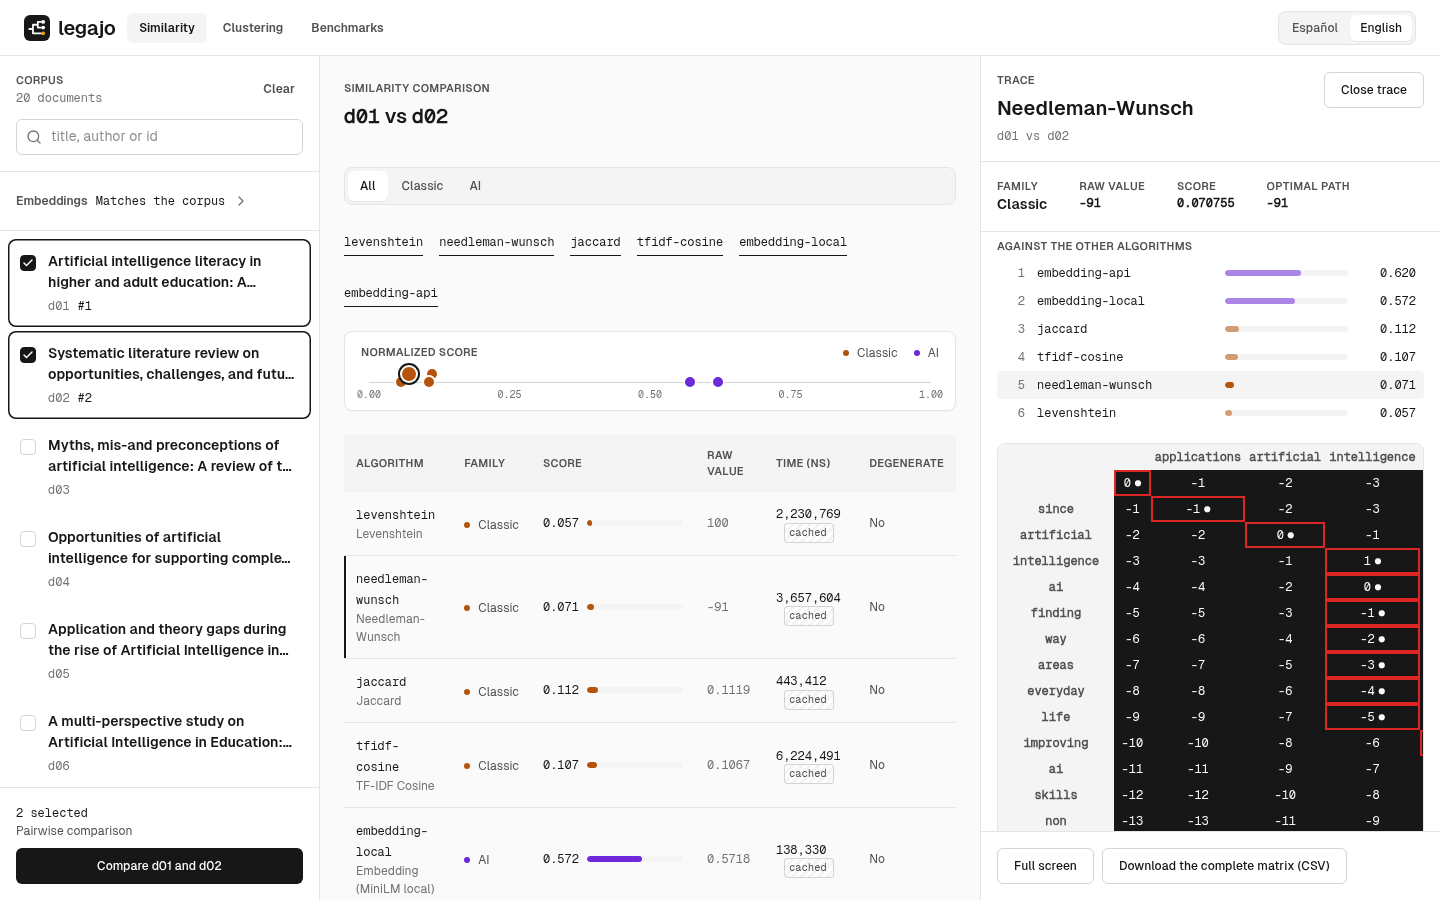 legajo
Similarity
Clustering
Benchmarks
Español
English
CORPUS
20 documents
Clear
title, author or id
Embeddings Matches the corpus
Artificial intelligence literacy in
higher and adult education: A...
d01 #1
Systematic literature review on
opportunities, challenges, and futu...
d02 #2
Myths, mis-and preconceptions of
artificial intelligence: A review of t...
d03
Opportunities of artificial
intelligence for supporting comple...
d04
Application and theory gaps during
the rise of Artificial Intelligence in...
d05
A multi-perspective study on
Artificial Intelligence in Education:...
d06
2 selected
Pairwise comparison
Compare d01 and d02
SIMILARITY COMPARISON
d01 vs d02
All
Classic
AI
levenshtein needleman-wunsch jaccard tfidf-cosine embedding-local
embedding-api
NORMALIZED SCORE
Classic AI
0.00 0.25 0.50 0.75 1.00
ALGORITHM FAMILY SCORE RAW VALUE TIME (NS) DEGENERATE
levenshtein
Levenshtein
Classic 0.057 100 2,230,769 cached No
needleman-
wunsch
Needleman-
Wunsch
Classic 0.071 -91 3,657,604 cached No
jaccard
Jaccard
Classic 0.112 0.1119 443,412 cached No
tfidf-
cosine
TF-IDF Cosine
Classic 0.107 0.1067 6,224,491 cached No
embedding-
local
Embedding
(MiniLM local)
AI 0.572 0.5718 138,330 cached No
TRACE
Needleman-Wunsch
d01 vs d02
Close trace
FAMILY SCORE RAW VALUE OPTIMAL PATH
Classic -91 0.070755 -91
AGAINST THE OTHER ALGORITHMS
1 embedding-api 0.620
2 embedding-local 0.572
3 jaccard 0.112
4 tfidf-cosine 0.107
5 needleman-wunsch 0.071
6 levenshtein 0.057
applications artificial intelligence
0 -1 -2 -3
since -1 -1 -2 -3
artificial -2 -2 0 -1
intelligence -3 -3 -1 1
ai -4 -4 -2 0
finding -5 -5 -3 -1
way -6 -6 -4 -2
areas -7 -7 -5 -3
everyday -8 -8 -6 -4
life -9 -9 -7 -5
improving -10 -10 -8 -6
ai -11 -11 -9 -7
skills -12 -12 -10 -8
non -13 -13 -11 -9
Full screen
Download the complete matrix (CSV)